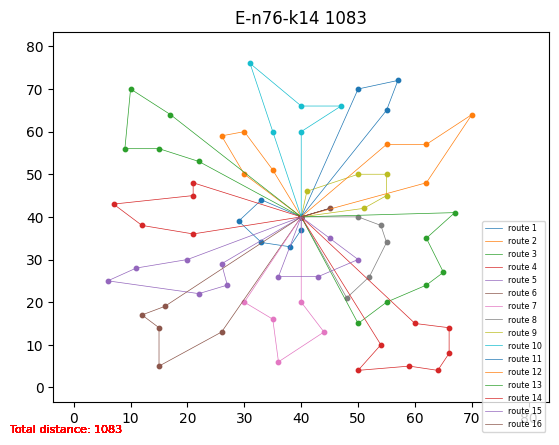 E-n76-k14 1083
80
70
60
50
40
30
20
10
0
0 10 20 30 40 50 60 70 80
route 1
route 2
route 3
route 4
route 5
route 6
route 7
route 8
route 9
route 10
route 11
route 12
route 13
route 14
route 15
route 16
Total distance: 1083